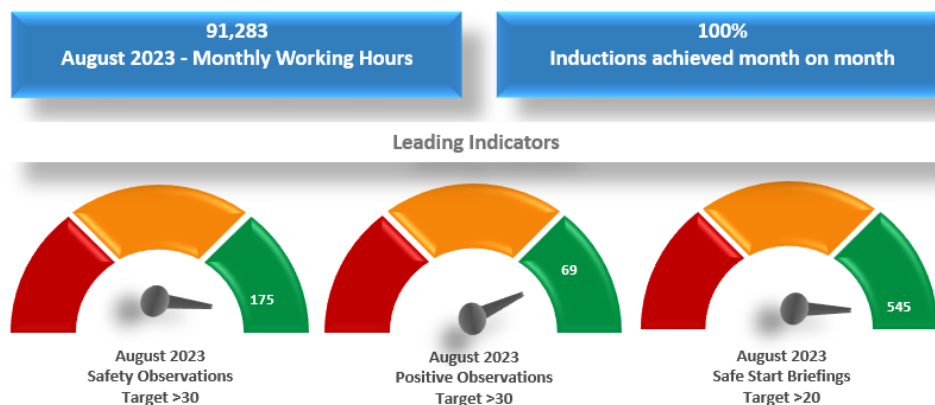 91,283
August 2023 - Monthly Working Hours
100%
Inductions achieved month on month
Leading Indicators
175
69
545
August 2023
Safety Observations
Target >30
August 2023
Positive Observations
Target >30
August 2023
Safe Start Briefings
Target >20